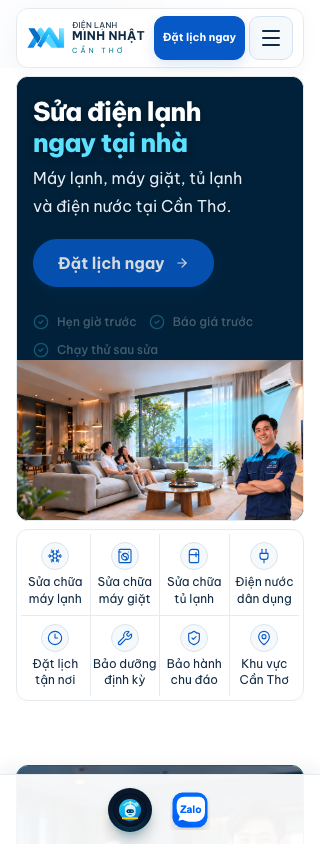 ĐIỆN LẠNH
MINH NHẬT
CẦN THƠ
Đặt lịch ngay
Sửa điện lạnh
ngay tại nhà
Máy lạnh, máy giặt, tủ lạnh
và điện nước tại Cần Thơ.
Đặt lịch ngay
Hẹn giờ trước
Báo giá trước
Chạy thử sau sửa
Sửa chữa
máy lạnh
Sửa chữa
máy giặt
Sửa chữa
tủ lạnh
Điện nước
dân dụng
Đặt lịch
tận nơi
Bảo dưỡng
định kỳ
Bảo hành
chu đáo
Khu vực
Cần Thơ
Zalo